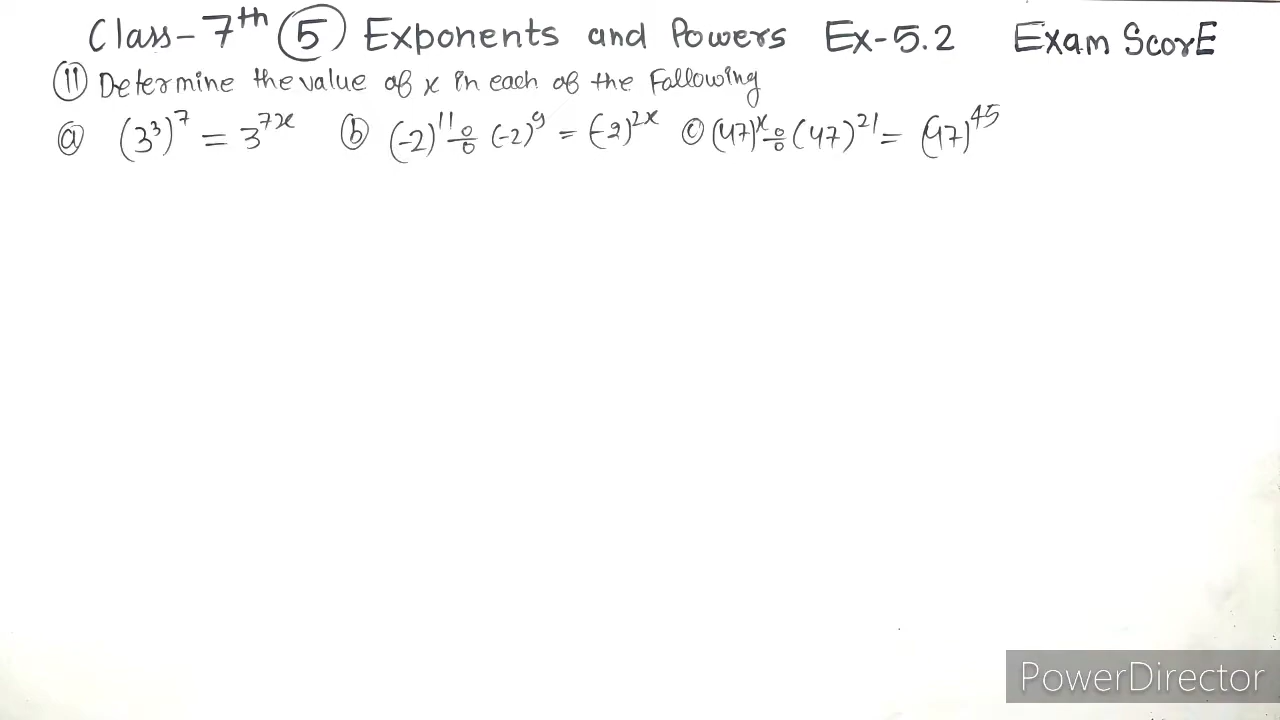 Class-7th (5) Exponents and Powers Ex-5.2 Exam ScorE
(11) Determine the value of x in each of the Following
(a) (3³)⁷ = 3⁷ˣ (b) (-2)¹¹ ÷ (-2)⁹ = (-2)²ˣ (c) (47)ˣ ÷ (47)²¹ = (47)⁴⁵
PowerDirector